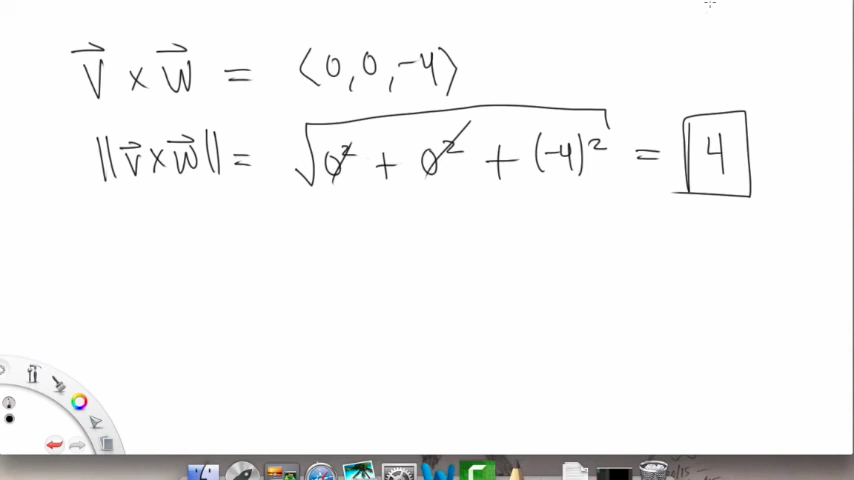 v⃗ × w⃗ = ⟨0, 0, -4⟩
||v⃗ × w⃗|| = √(0² + 0² + (-4)²) = 4